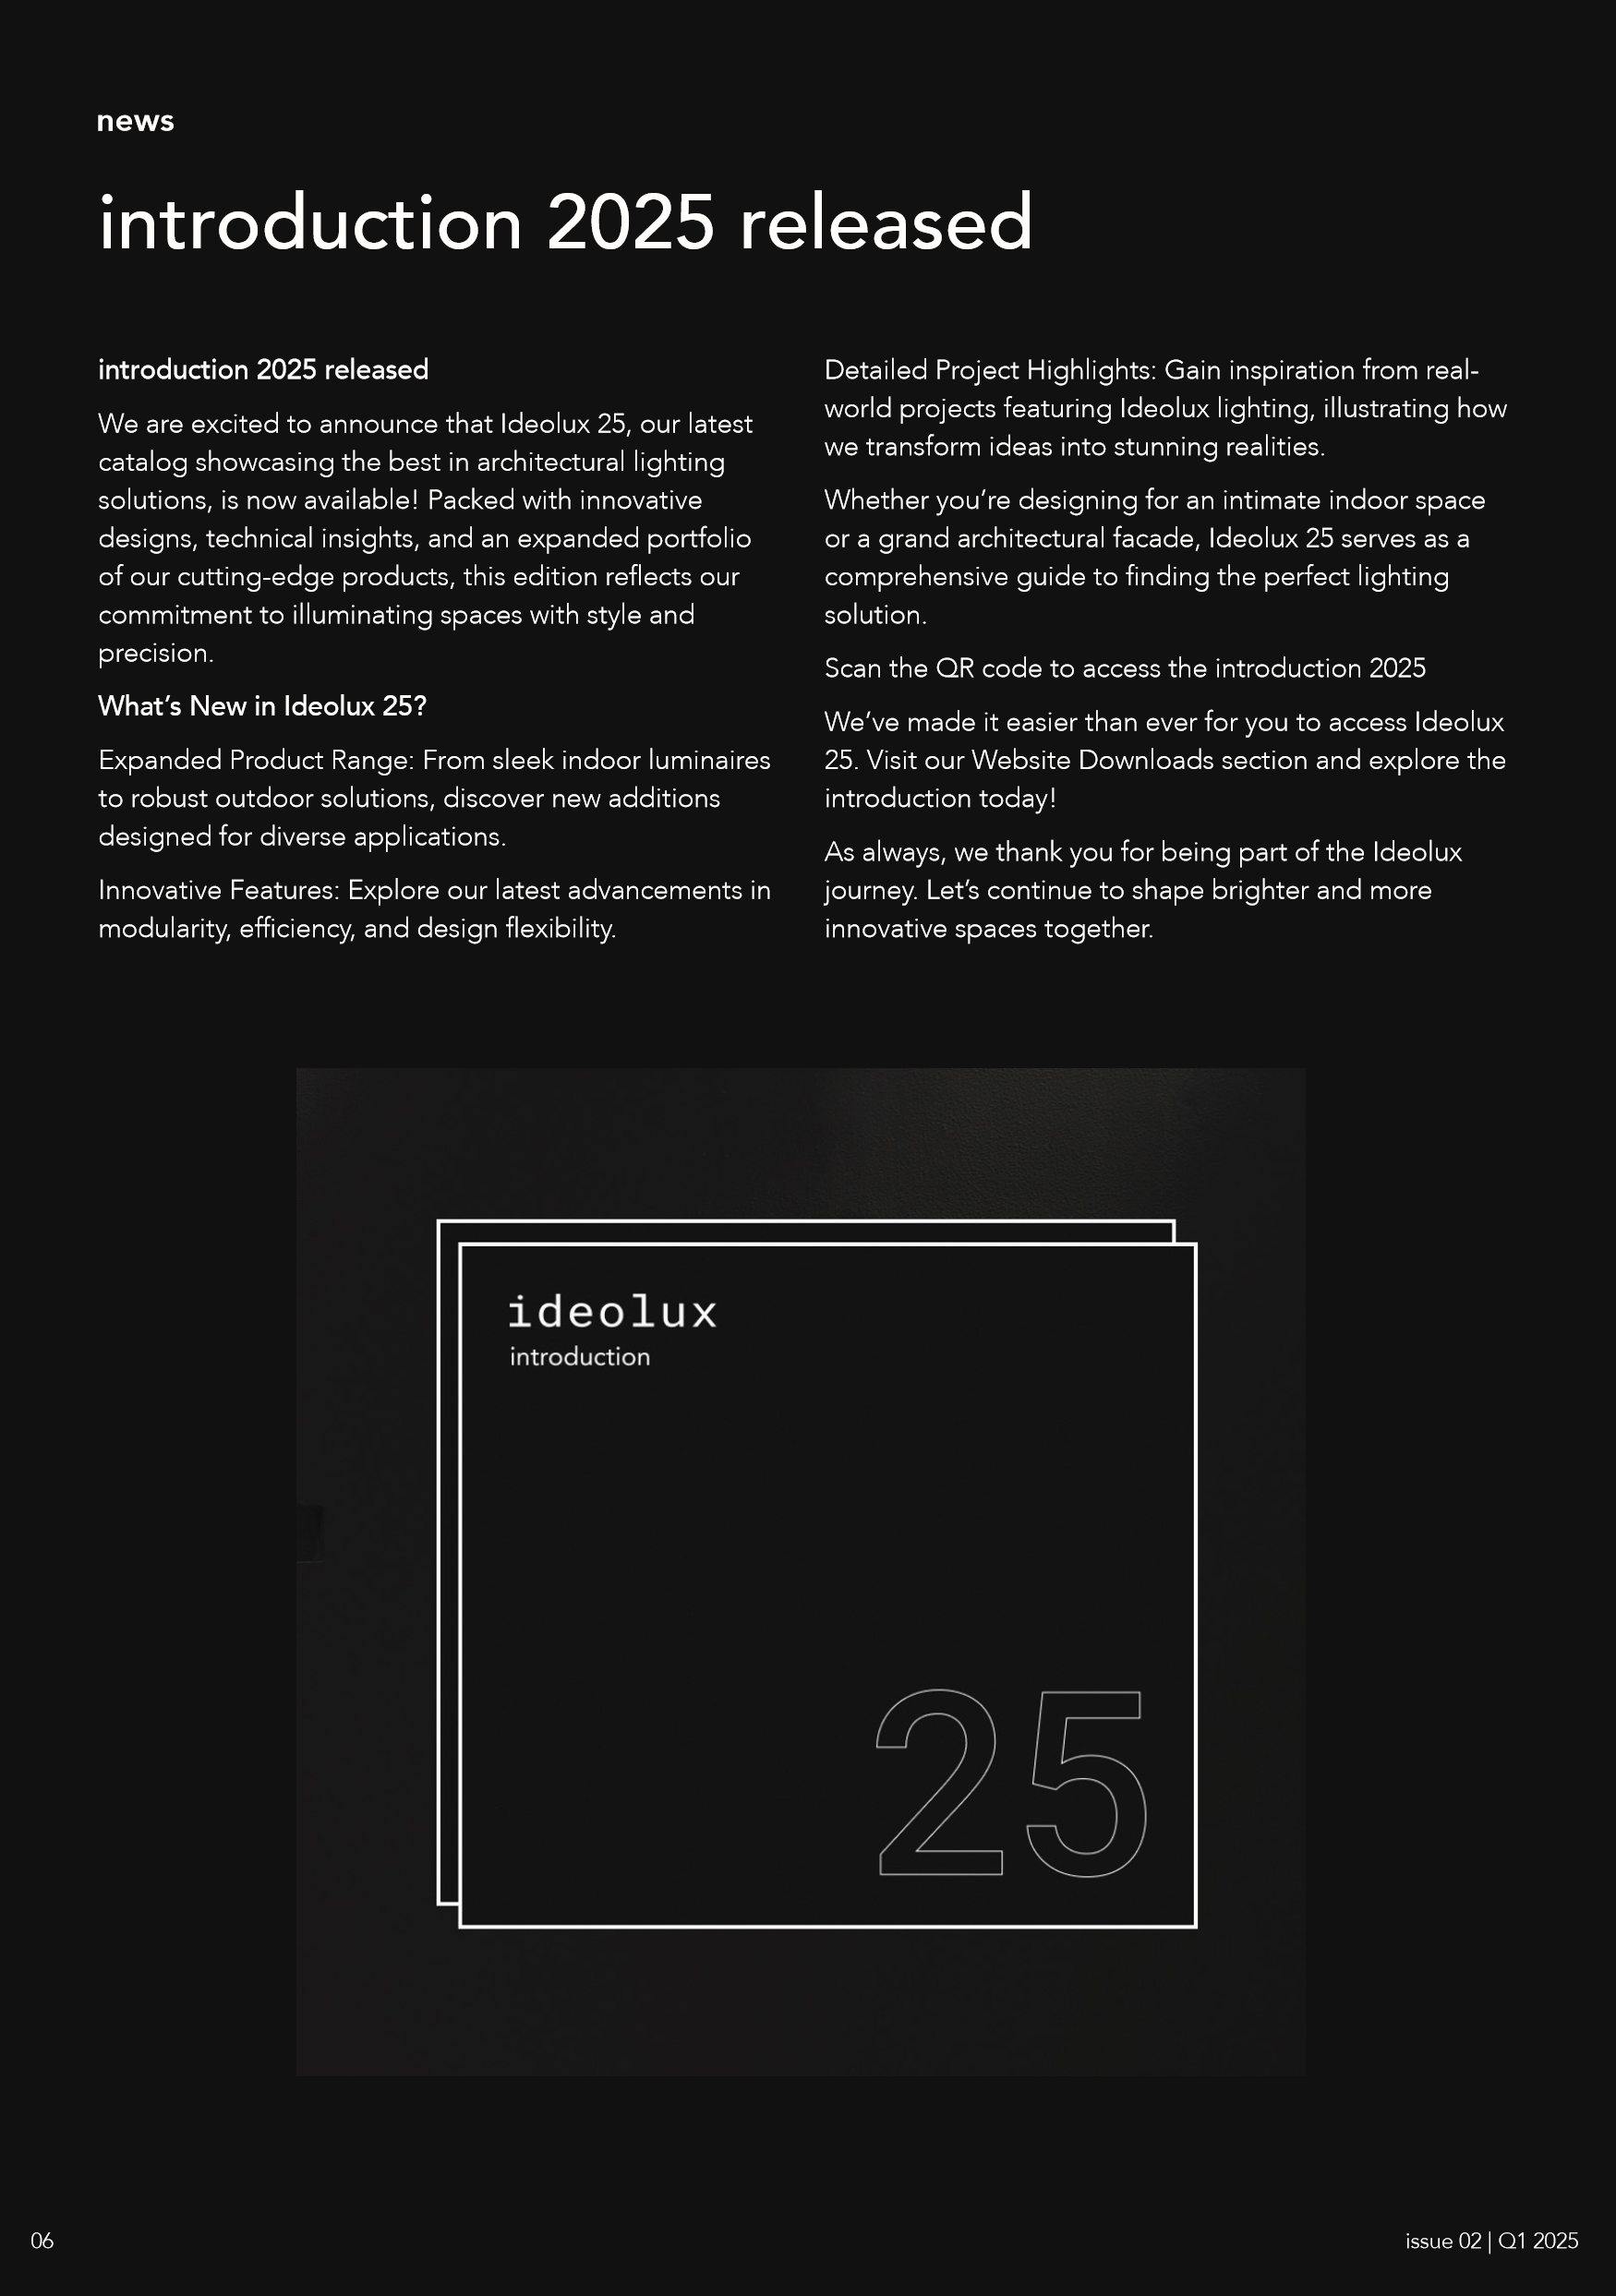 news
introduction 2025 released
introduction 2025 released
We are excited to announce that Ideolux 25, our latest
catalog showcasing the best in architectural lighting
solutions, is now available! Packed with innovative
designs, technical insights, and an expanded portfolio
of our cutting-edge products, this edition reflects our
commitment to illuminating spaces with style and
precision.
What’s New in Ideolux 25?
Expanded Product Range: From sleek indoor luminaires
to robust outdoor solutions, discover new additions
designed for diverse applications.
Innovative Features: Explore our latest advancements in
modularity, efficiency, and design flexibility.
Detailed Project Highlights: Gain inspiration from real-
world projects featuring Ideolux lighting, illustrating how
we transform ideas into stunning realities.
Whether you’re designing for an intimate indoor space
or a grand architectural facade, Ideolux 25 serves as a
comprehensive guide to finding the perfect lighting
solution.
Scan the QR code to access the introduction 2025
We’ve made it easier than ever for you to access Ideolux
25. Visit our Website Downloads section and explore the
introduction today!
As always, we thank you for being part of the Ideolux
journey. Let’s continue to shape brighter and more
innovative spaces together.
ideolux
introduction
25
06
issue 02 | Q1 2025